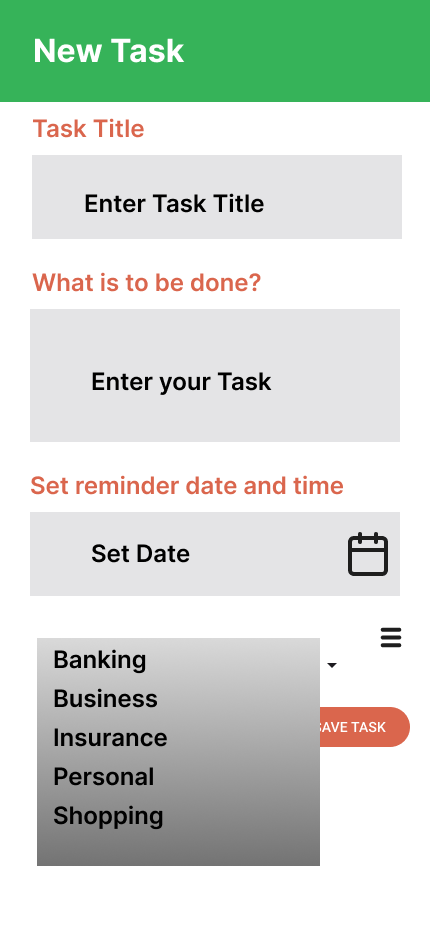 New Task
Task Title
Enter Task Title
What is to be done?
Enter your Task
Set reminder date and time
Set Date
Banking
Business
Insurance
Personal
Shopping
SAVE TASK